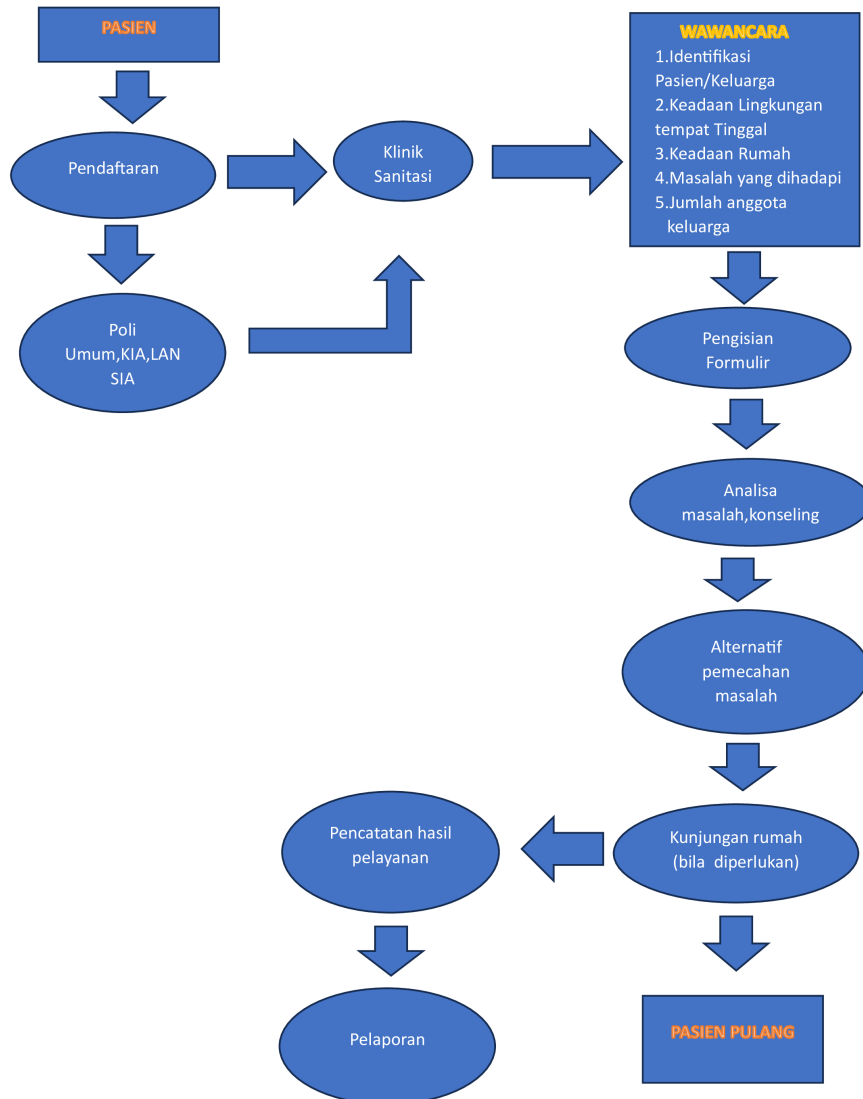 PASIEN
Pendaftaran
Klinik
Sanitasi
Poli
Umum,KIA,LAN
SIA
WAWANCARA
1.Identifikasi
Pasien/Keluarga
2.Keadaan Lingkungan
tempat Tinggal
3.Keadaan Rumah
4.Masalah yang dihadapi
5.Jumlah anggota
keluarga
Pengisian
Formulir
Analisa
masalah,konseling
Alternatif
pemecahan
masalah
Kunjungan rumah
(bila diperlukan)
Pencatatan hasil
pelayanan
Pelaporan
PASIEN PULANG